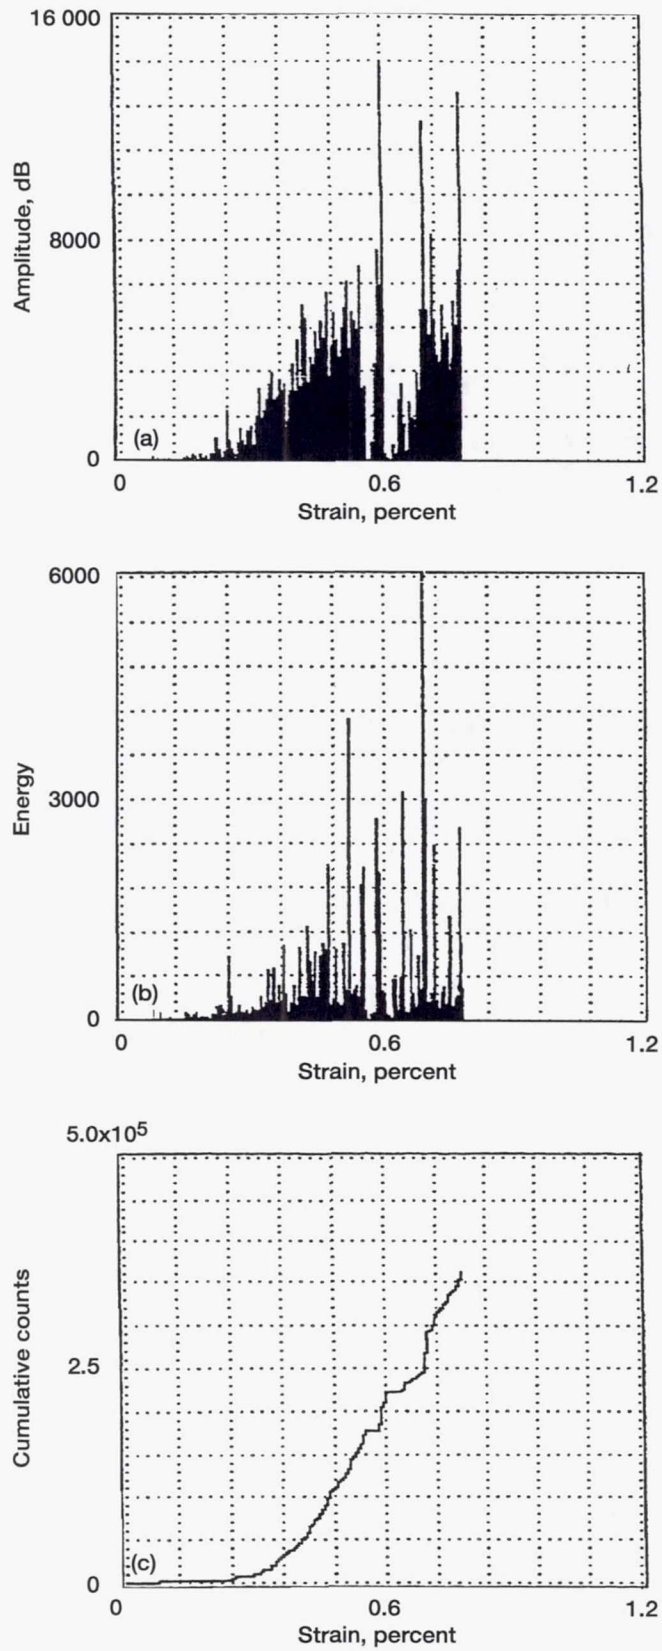 16 000
Amplitude, dB
8000
(a)
0
0 0.6 1.2
Strain, percent
6000
Energy
3000
(b)
0
0 0.6 1.2
Strain, percent
5.0x10⁵
Cumulative counts
2.5
(c)
0
0 0.6 1.2
Strain, percent